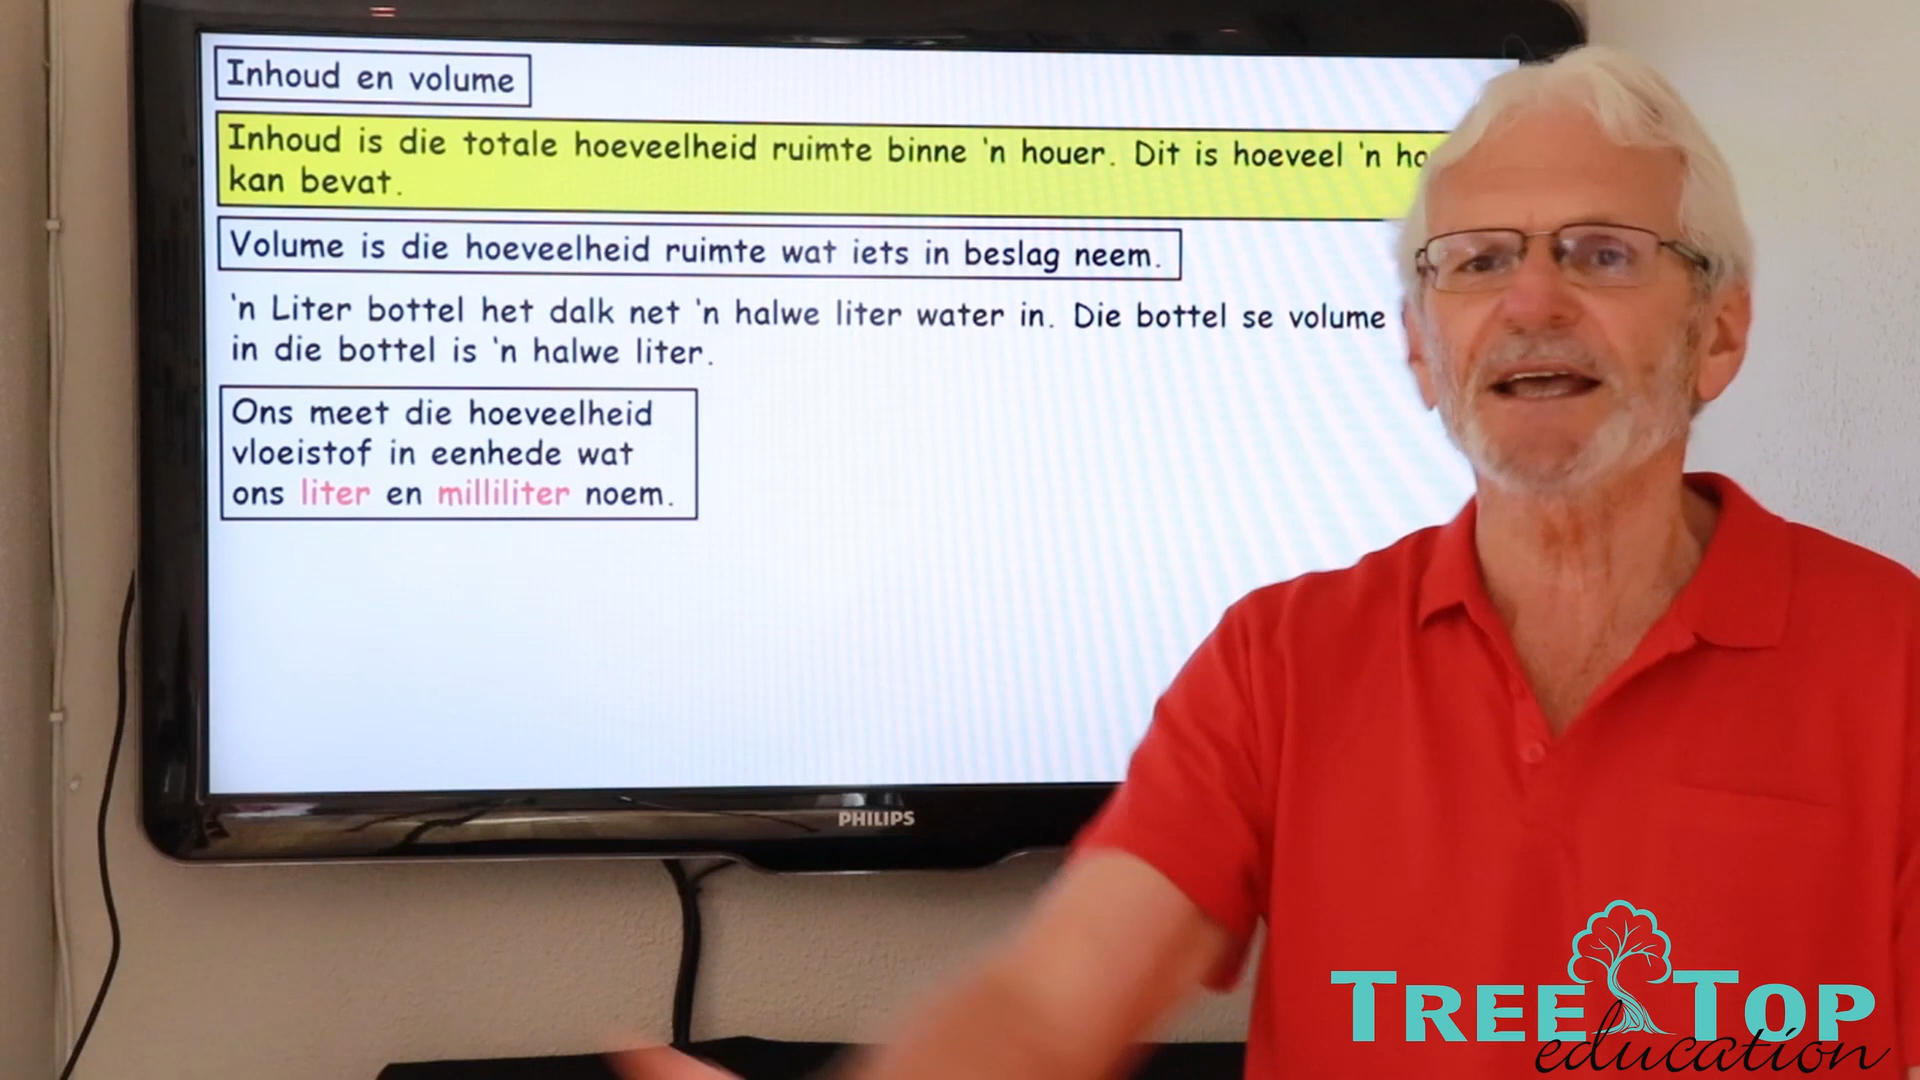 Inhoud en volume
Inhoud is die totale hoeveelheid ruimte binne 'n houer. Dit is hoeveel 'n
kan bevat.
Volume is die hoeveelheid ruimte wat iets in beslag neem.
'n Liter bottel het dalk net 'n halwe liter water in. Die bottel se volume
in die bottel is 'n halwe liter.
Ons meet die hoeveelheid
vloeistof in eenhede wat
ons liter en milliliter noem.
PHILIPS
TREE TOP
education